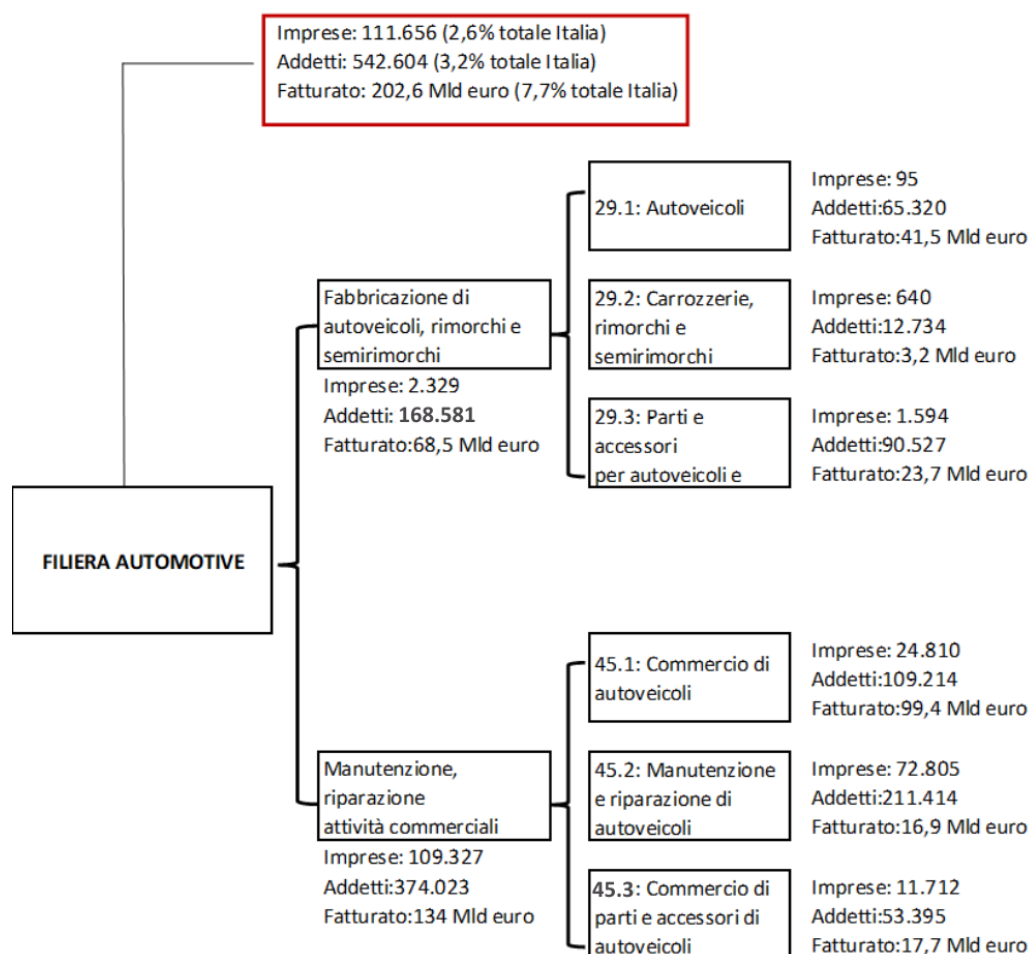 Imprese: 111.656 (2,6% totale Italia)
Addetti: 542.604 (3,2% totale Italia)
Fatturato: 202,6 Mld euro (7,7% totale Italia)
FILIERA AUTOMOTIVE
Fabbricazione di
autoveicoli, rimorchi e
semirimorchi
Imprese: 2.329
Addetti: 168.581
Fatturato:68,5 Mld euro
29.1: Autoveicoli
Imprese: 95
Addetti:65.320
Fatturato:41,5 Mld euro
29.2: Carrozzerie,
rimorchi e
semirimorchi
Imprese: 640
Addetti:12.734
Fatturato:3,2 Mld euro
29.3: Parti e
accessori
per autoveicoli e
Imprese: 1.594
Addetti:90.527
Fatturato:23,7 Mld euro
Manutenzione,
riparazione
attività commerciali
Imprese: 109.327
Addetti:374.023
Fatturato:134 Mld euro
45.1: Commercio di
autoveicoli
Imprese: 24.810
Addetti:109.214
Fatturato:99,4 Mld euro
45.2: Manutenzione
e riparazione di
autoveicoli
Imprese: 72.805
Addetti:211.414
Fatturato:16,9 Mld euro
45.3: Commercio di
parti e accessori di
autoveicoli
Imprese: 11.712
Addetti:53.395
Fatturato:17,7 Mld euro